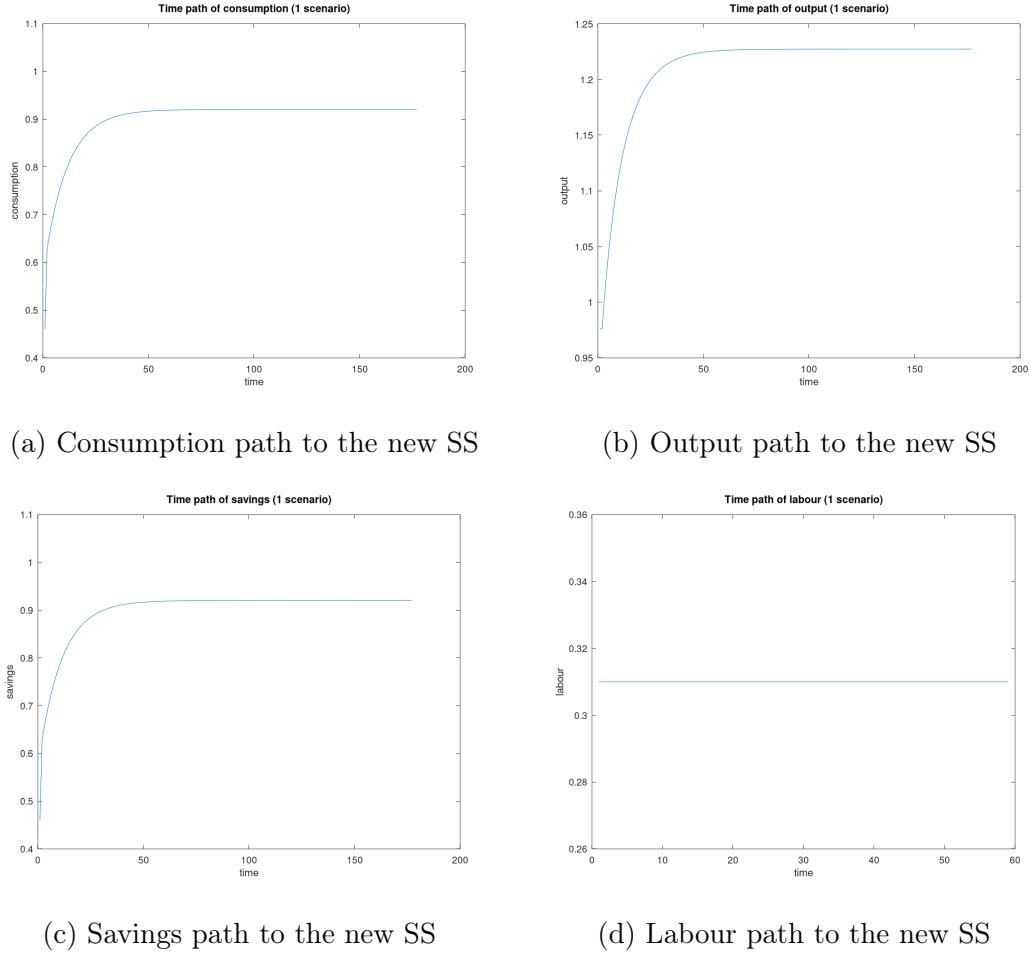 Time path of consumption (1 scenario)
1.1
1
0.9
0.8
0.7
0.6
0.5
0.4
consumption
0 50 100 150 200
time
(a) Consumption path to the new SS
Time path of output (1 scenario)
1.25
1.2
1.15
1.1
1.05
1
0.95
output
0 50 100 150 200
time
(b) Output path to the new SS
Time path of savings (1 scenario)
1.1
1
0.9
0.8
0.7
0.6
0.5
0.4
savings
0 50 100 150 200
time
(c) Savings path to the new SS
Time path of labour (1 scenario)
0.36
0.34
0.32
0.3
0.28
0.26
labour
0 10 20 30 40 50 60
time
(d) Labour path to the new SS